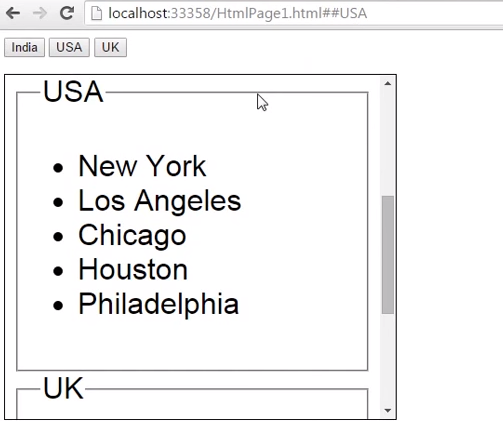 localhost:33358/HtmlPage1.html##USA
India USA UK
USA
New York
Los Angeles
Chicago
Houston
Philadelphia
UK